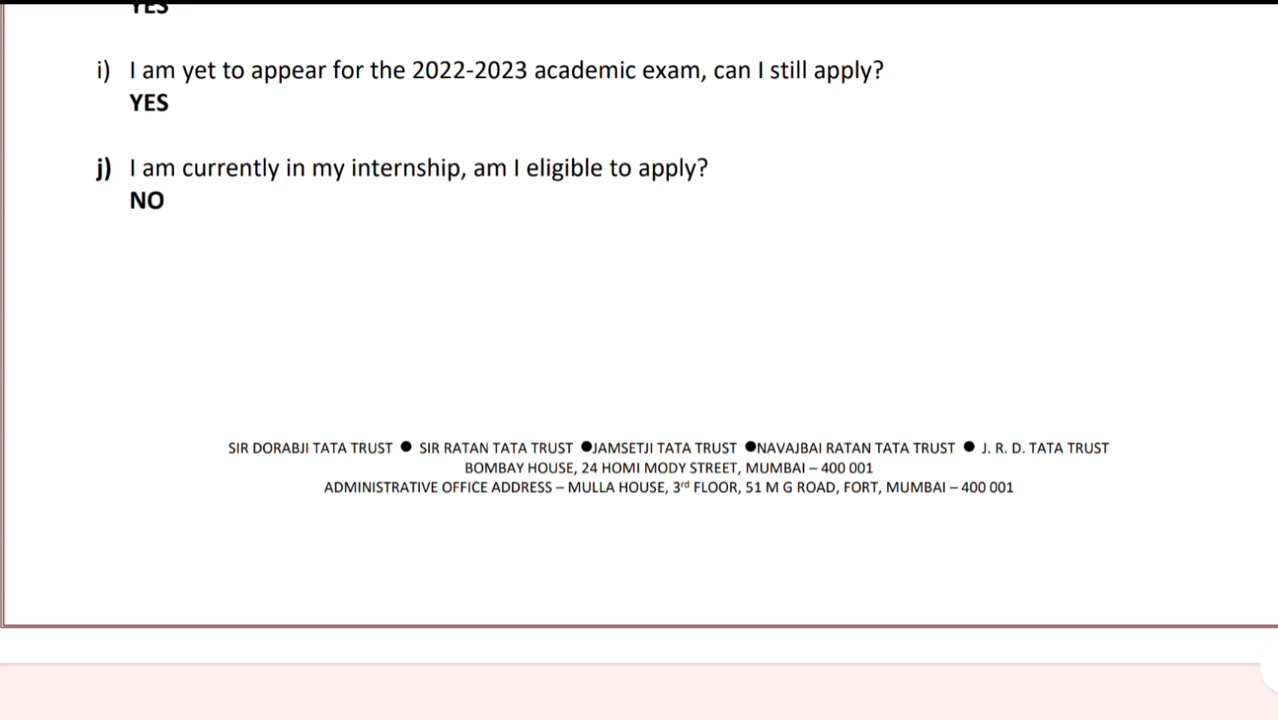 YES
i) I am yet to appear for the 2022-2023 academic exam, can I still apply?
YES
j) I am currently in my internship, am I eligible to apply?
NO
SIR DORABJI TATA TRUST ● SIR RATAN TATA TRUST ●JAMSETJI TATA TRUST ●NAVAJBAI RATAN TATA TRUST ● J. R. D. TATA TRUST
BOMBAY HOUSE, 24 HOMI MODY STREET, MUMBAI – 400 001
ADMINISTRATIVE OFFICE ADDRESS – MULLA HOUSE, 3rd FLOOR, 51 M G ROAD, FORT, MUMBAI – 400 001